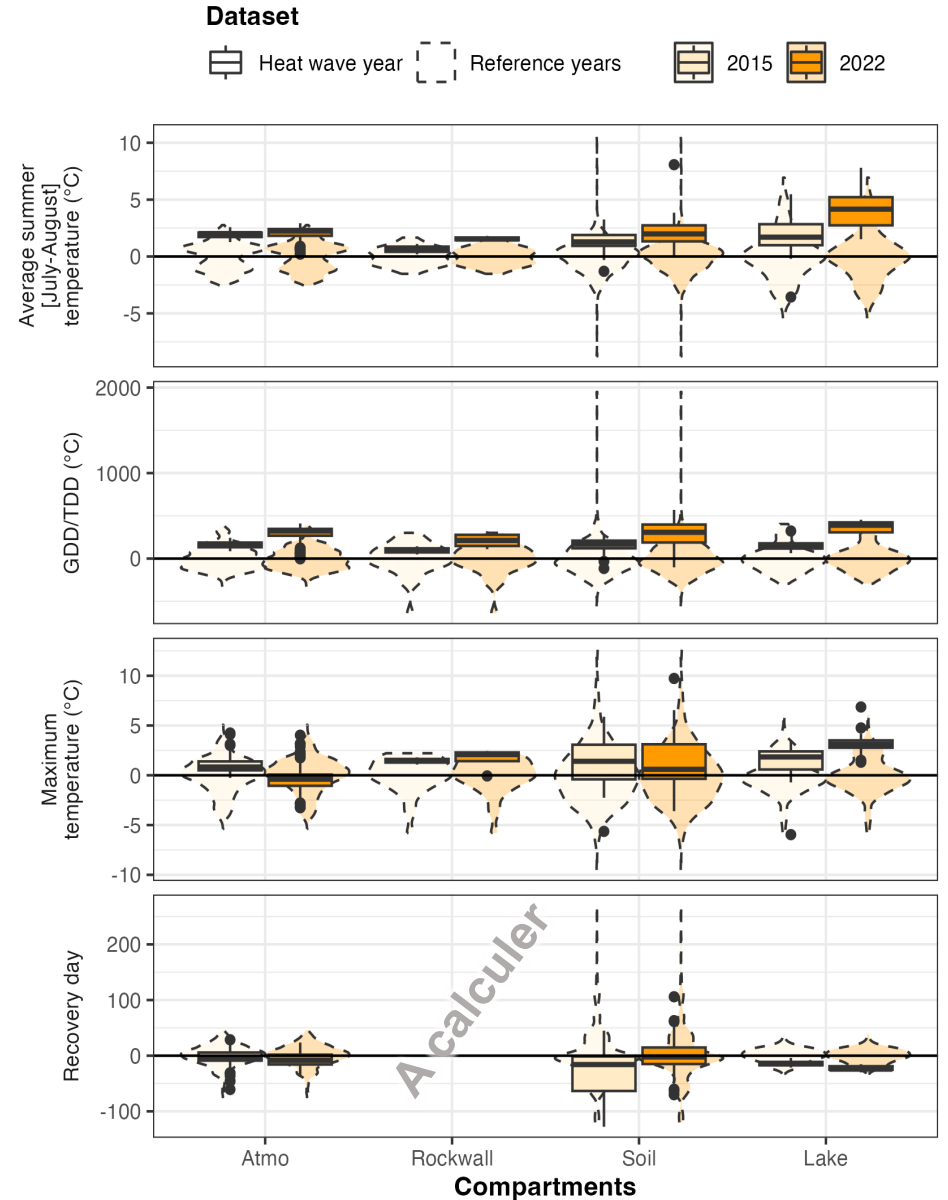 Dataset
Heat wave year
Reference years
2015
2022
Average summer
[July-August]
temperature (°C)
10
5
0
-5
GDD/TDD (°C)
2000
1000
0
Maximum
temperature (°C)
10
5
0
-5
-10
Recovery day
200
100
0
-100
A calculer
Atmo
Rockwall
Soil
Lake
Compartments